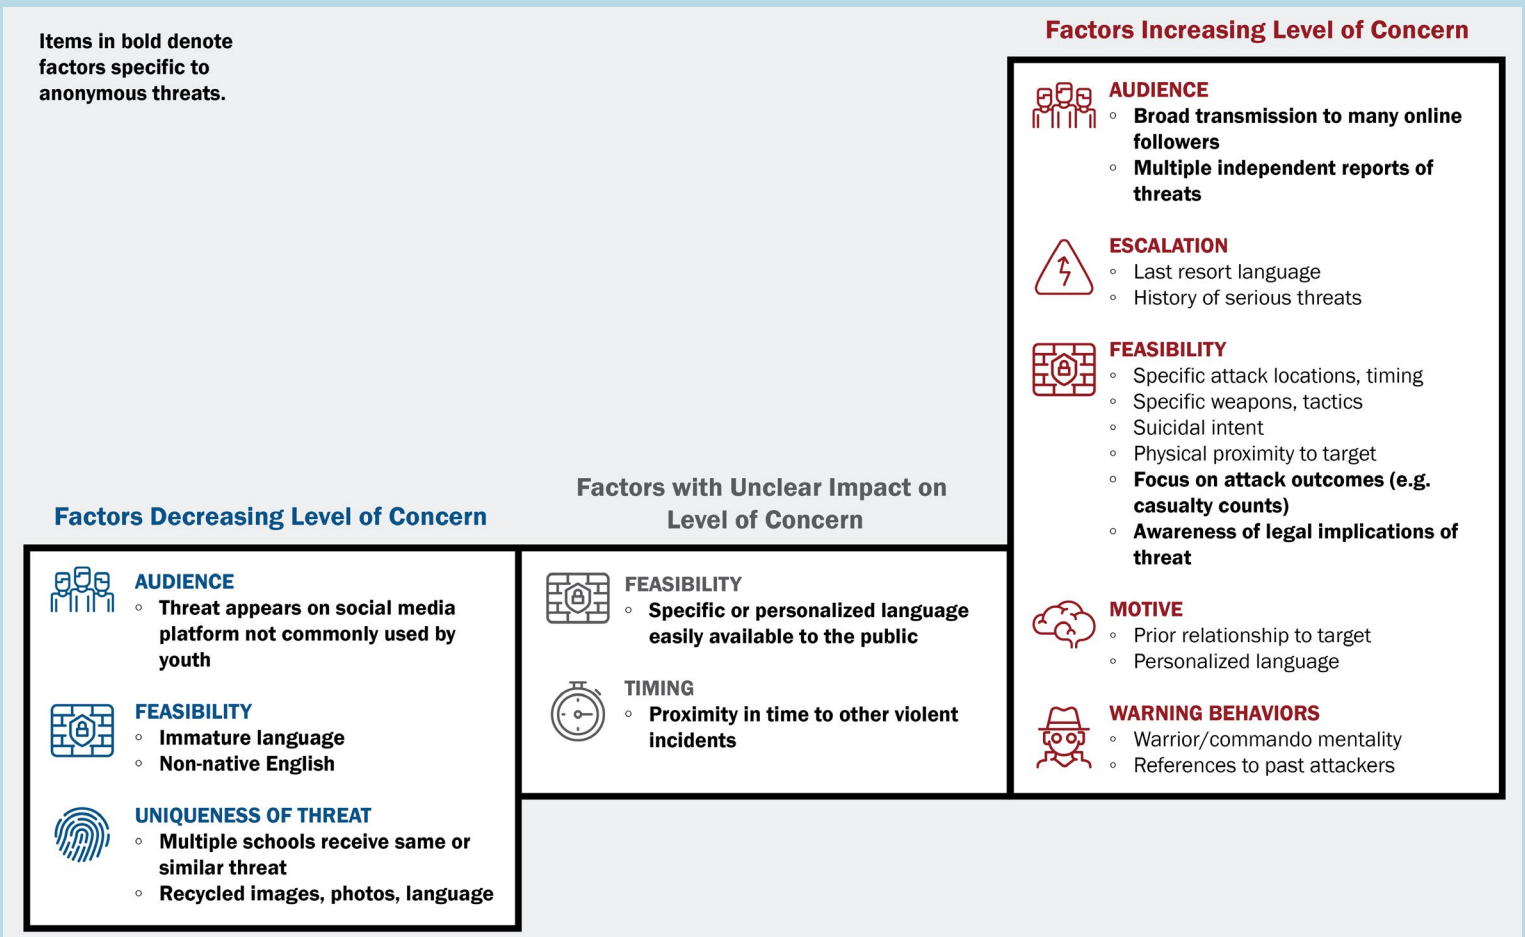 Items in bold denote
factors specific to
anonymous threats.
Factors Decreasing Level of Concern
AUDIENCE
◦ Threat appears on social media
platform not commonly used by
youth
FEASIBILITY
◦ Immature language
◦ Non-native English
UNIQUENESS OF THREAT
◦ Multiple schools receive same or
similar threat
◦ Recycled images, photos, language
Factors with Unclear Impact on
Level of Concern
FEASIBILITY
◦ Specific or personalized language
easily available to the public
TIMING
◦ Proximity in time to other violent
incidents
Factors Increasing Level of Concern
AUDIENCE
◦ Broad transmission to many online
followers
◦ Multiple independent reports of
threats
ESCALATION
◦ Last resort language
◦ History of serious threats
FEASIBILITY
◦ Specific attack locations, timing
◦ Specific weapons, tactics
◦ Suicidal intent
◦ Physical proximity to target
◦ Focus on attack outcomes (e.g.
casualty counts)
◦ Awareness of legal implications of
threat
MOTIVE
◦ Prior relationship to target
◦ Personalized language
WARNING BEHAVIORS
◦ Warrior/commando mentality
◦ References to past attackers